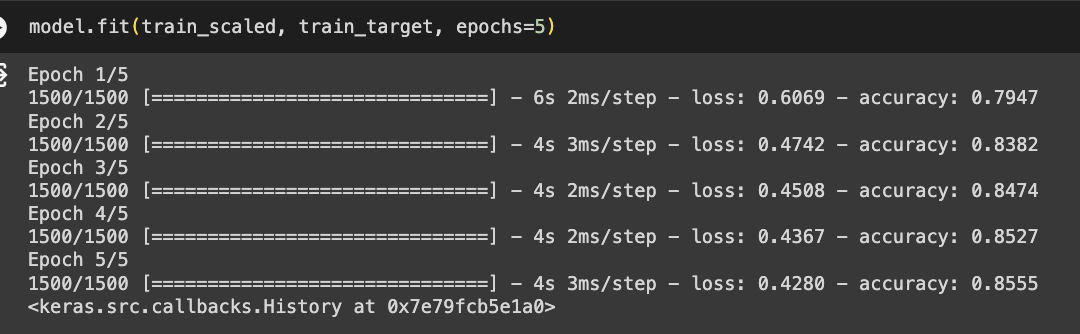 model.fit(train_scaled, train_target, epochs=5)
Epoch 1/5
1500/1500 [==============================] - 6s 2ms/step - loss: 0.6069 - accuracy: 0.7947
Epoch 2/5
1500/1500 [==============================] - 4s 3ms/step - loss: 0.4742 - accuracy: 0.8382
Epoch 3/5
1500/1500 [==============================] - 4s 2ms/step - loss: 0.4508 - accuracy: 0.8474
Epoch 4/5
1500/1500 [==============================] - 4s 2ms/step - loss: 0.4367 - accuracy: 0.8527
Epoch 5/5
1500/1500 [==============================] - 4s 3ms/step - loss: 0.4280 - accuracy: 0.8555
<keras.src.callbacks.History at 0x7e79fcb5e1a0>